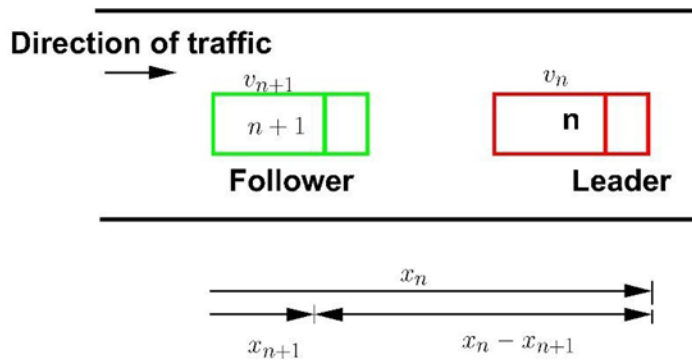 Direction of traffic
v_{n+1}
v_n
n + 1
n
Follower
Leader
x_n
x_{n+1}
x_n − x_{n+1}